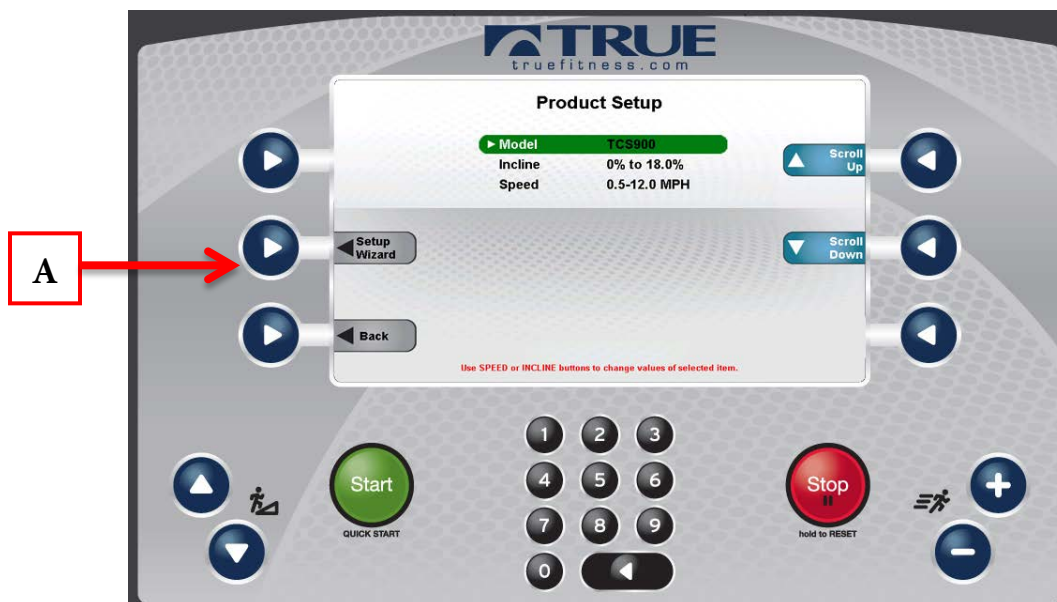 TRUE
truefitness.com
Product Setup
Model TCS900
Incline 0% to 18.0%
Speed 0.5-12.0 MPH
Scroll
Up
A
Setup
Wizard
Scroll
Down
Back
Use SPEED or INCLINE buttons to change values of selected item.
1 2 3
Start
4 5 6
Stop
QUICK START
7 8 9
hold to RESET
0